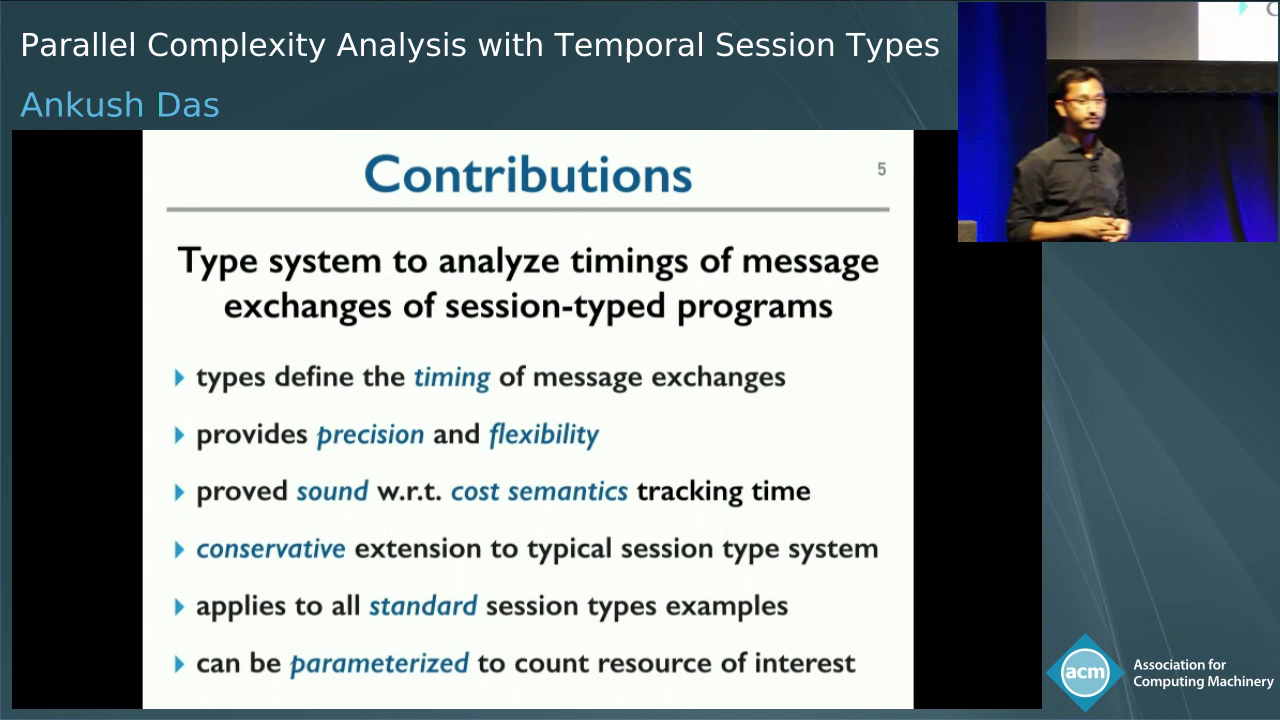 Parallel Complexity Analysis with Temporal Session Types
Ankush Das
Contributions
5
Type system to analyze timings of message
exchanges of session-typed programs
types define the timing of message exchanges
provides precision and flexibility
proved sound w.r.t. cost semantics tracking time
conservative extension to typical session type system
applies to all standard session types examples
can be parameterized to count resource of interest
acm
Association for
Computing Machinery